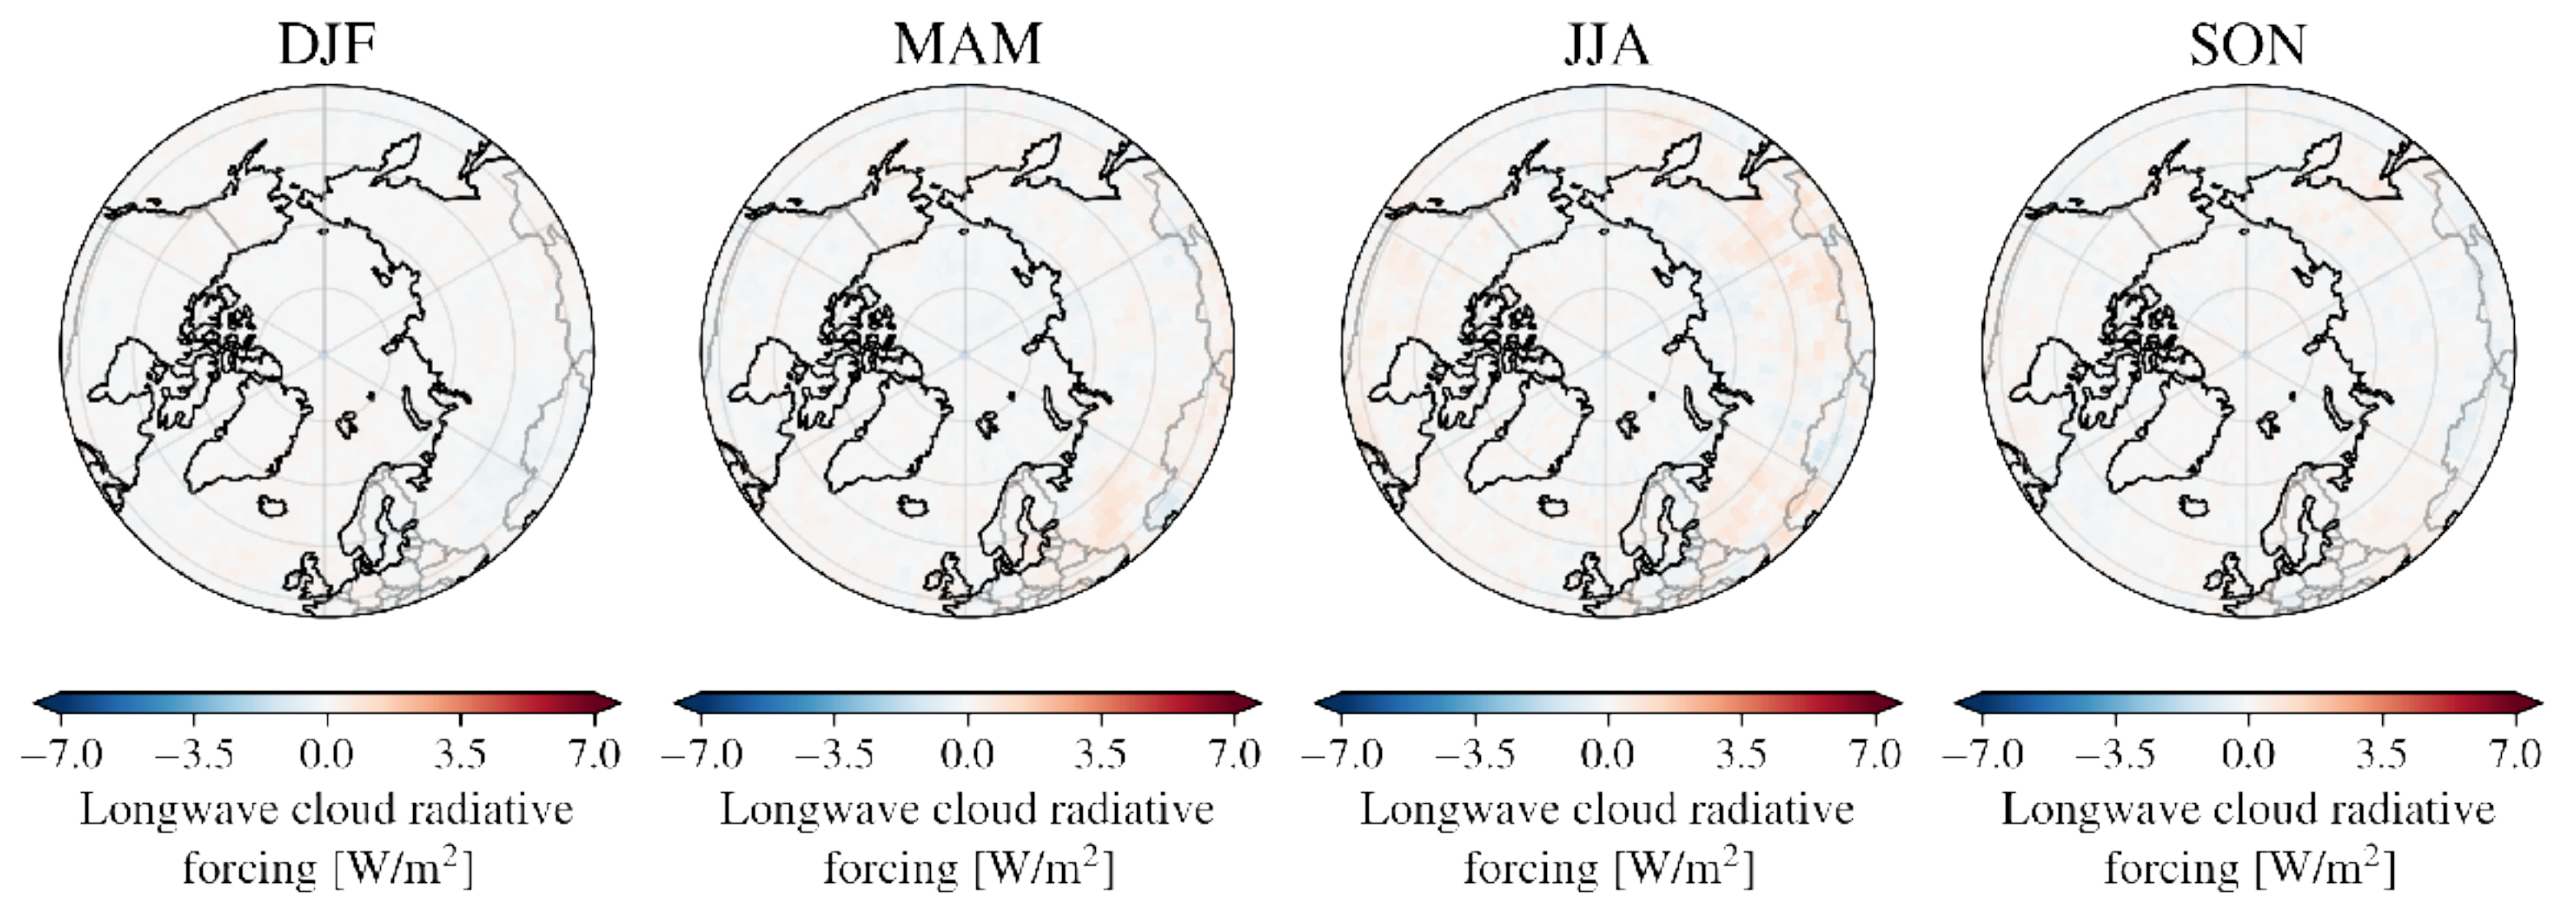 DJF MAM JJA SON
−7.0 −3.5 0.0 3.5 7.0 −7.0 −3.5 0.0 3.5 7.0 −7.0 −3.5 0.0 3.5 7.0 −7.0 −3.5 0.0 3.5 7.0
Longwave cloud radiative Longwave cloud radiative Longwave cloud radiative Longwave cloud radiative
forcing [W/m²] forcing [W/m²] forcing [W/m²] forcing [W/m²]